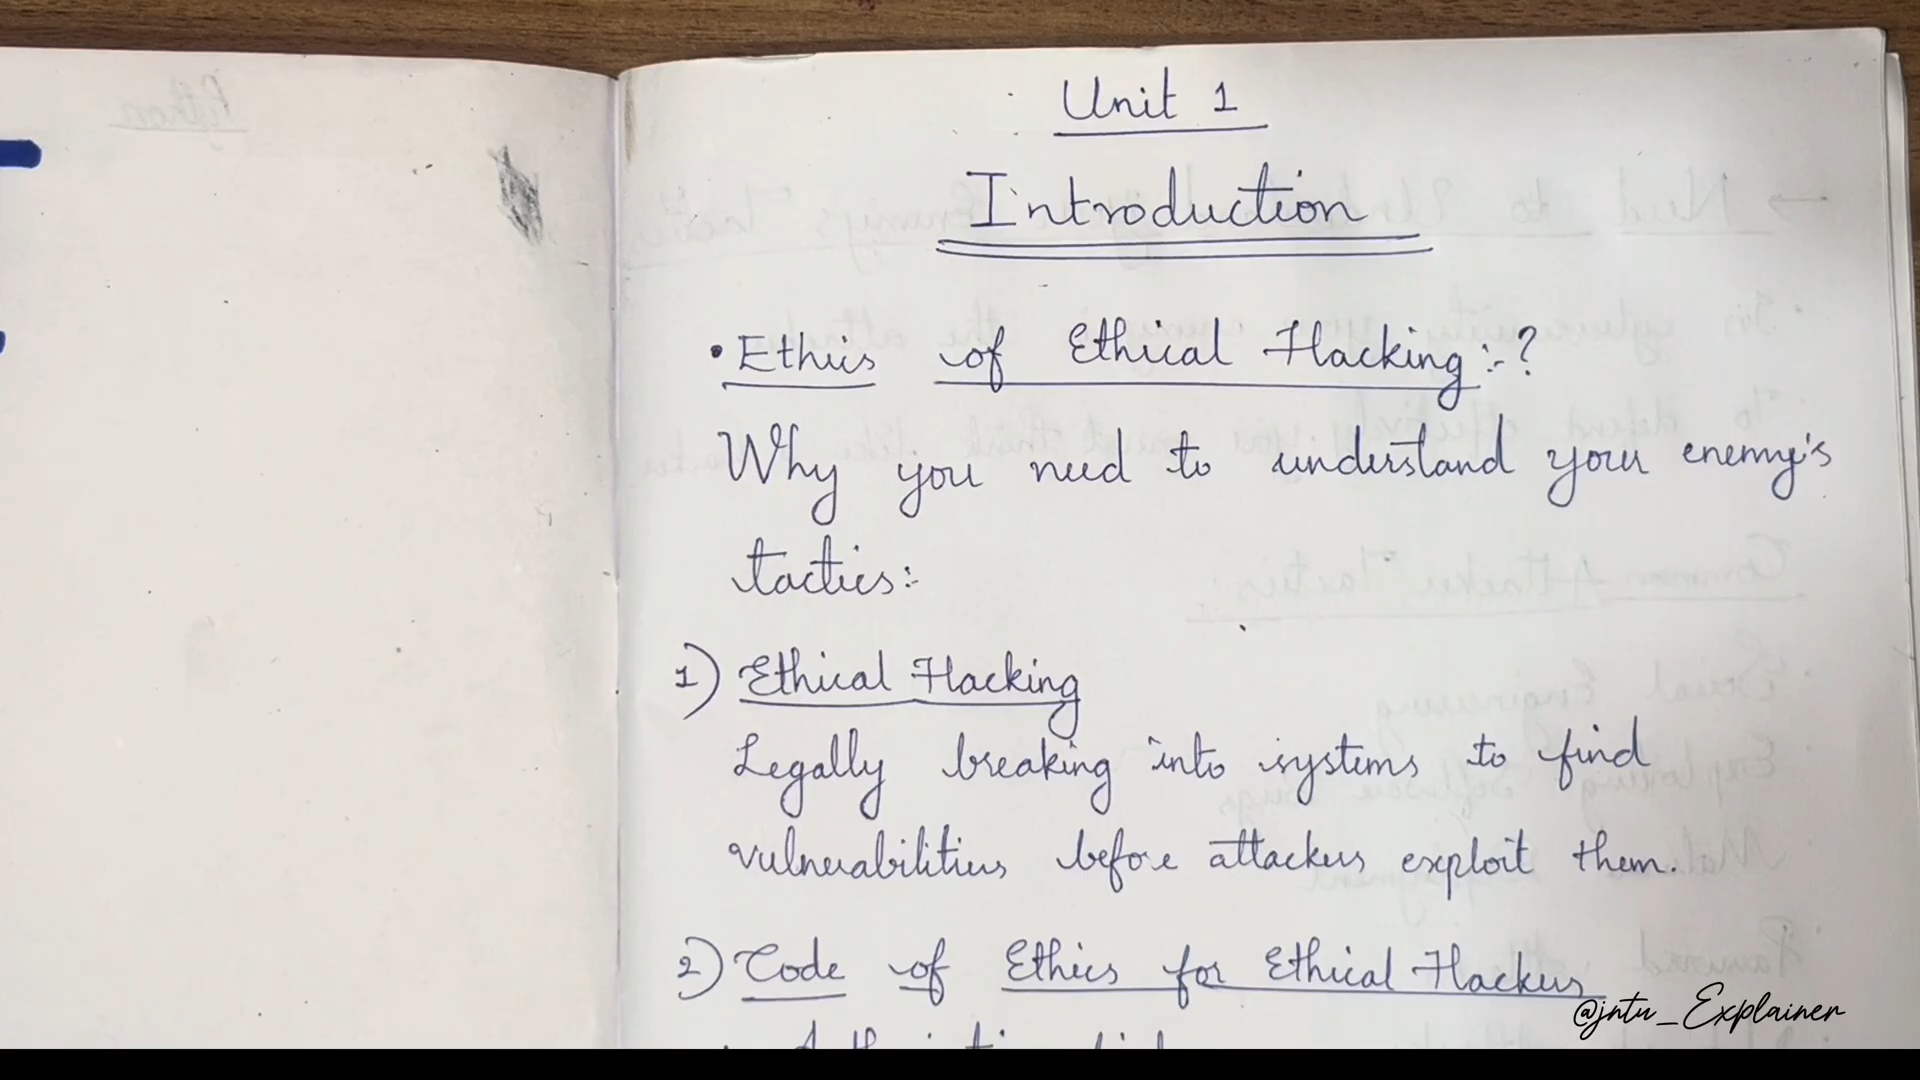 Python
Unit 1
Introduction
• Ethics of Ethical Hacking :- ?
Why you need to understand your enemy's
tactics :-
1) Ethical Hacking
Legally breaking into systems to find
vulnerabilities before attackers exploit them.
2) Code of Ethics for Ethical Hackers
@jntu_Explainer